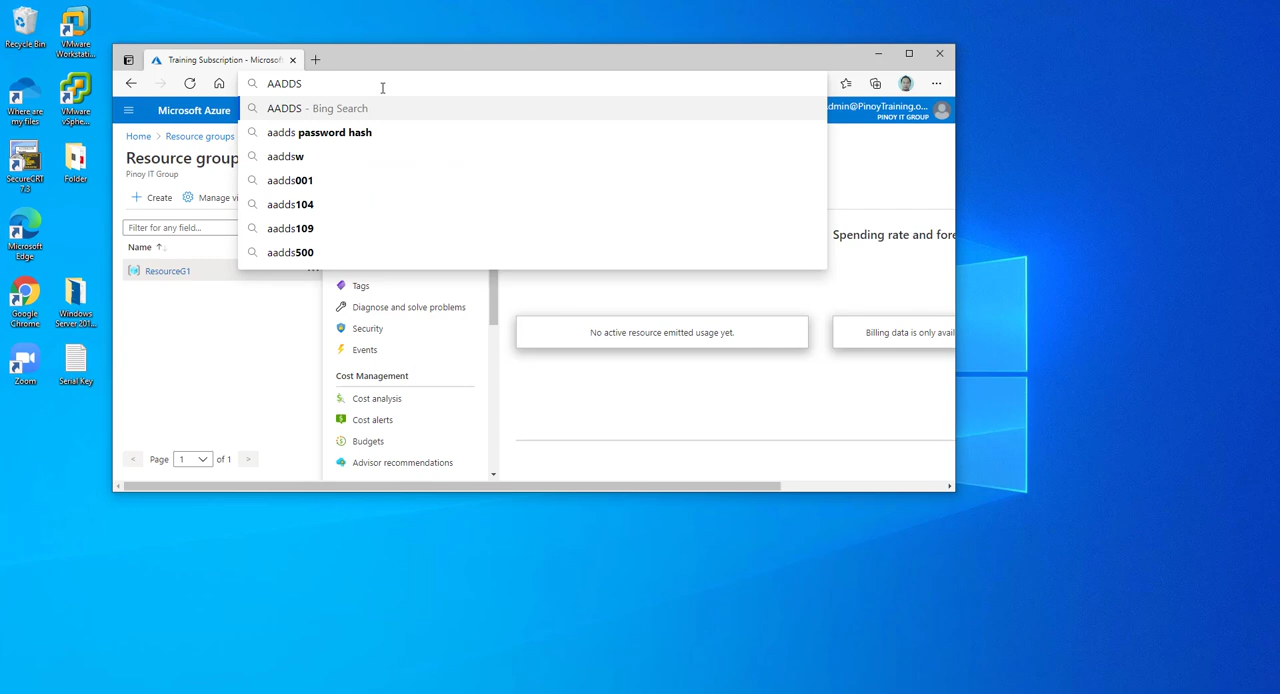 Recycle Bin
VMware Workstati...
Where are my files
VMware vSphe...
SecureCRT 7.3
Folder
Microsoft Edge
Google Chrome
Windows Server 201...
Zoom
Serial Key
Training Subscription - Microsof
AADDS
AADDS - Bing Search
aadds password hash
aaddsw
aadds001
aadds104
aadds109
aadds500
Microsoft Azure
dmin@PinoyTraining.o...
PINOY IT GROUP
Home > Resource groups
Resource group
Pinoy IT Group
Create
Manage vi
Filter for any field...
Name
ResourceG1
Page 1 of 1
Tags
Diagnose and solve problems
Security
Events
Cost Management
Cost analysis
Cost alerts
Budgets
Advisor recommendations
Spending rate and fore
No active resource emitted usage yet.
Billing data is only avai